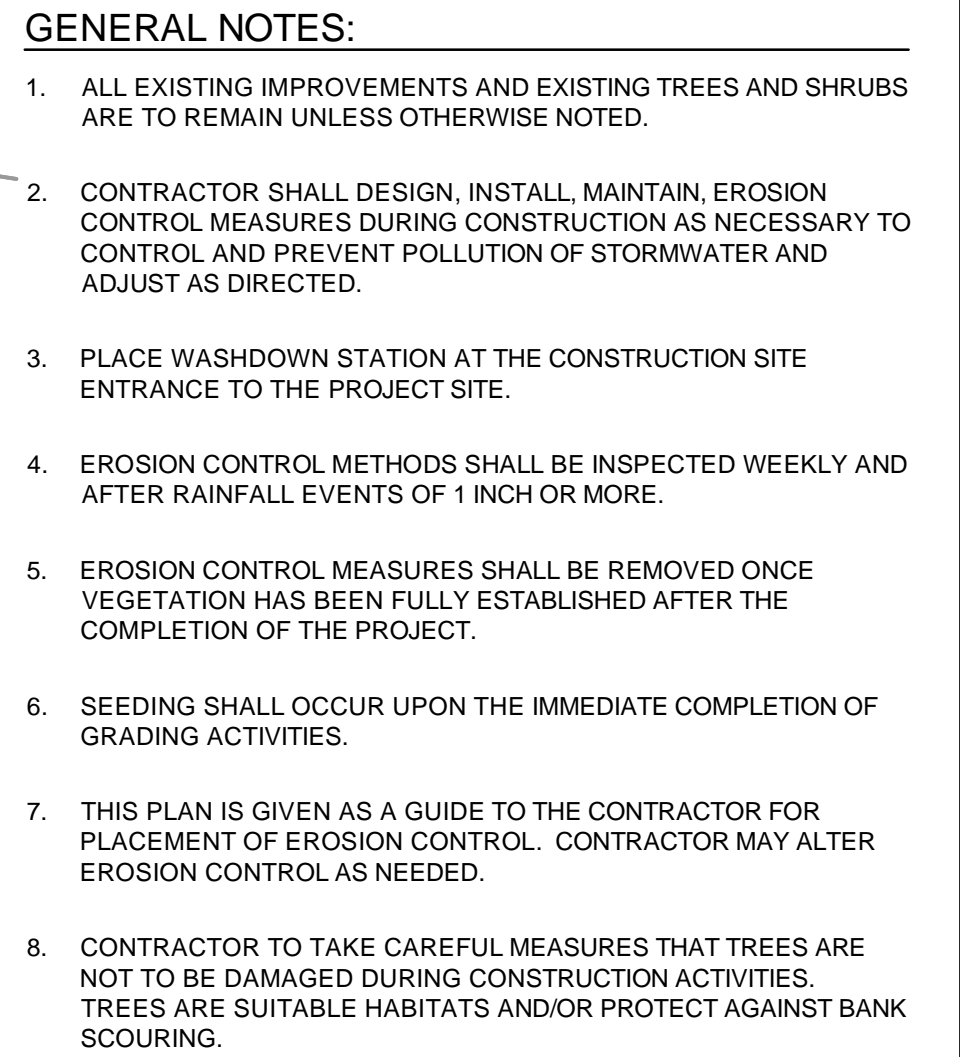 GENERAL NOTES:
1. ALL EXISTING IMPROVEMENTS AND EXISTING TREES AND SHRUBS
ARE TO REMAIN UNLESS OTHERWISE NOTED.
2. CONTRACTOR SHALL DESIGN, INSTALL, MAINTAIN, EROSION
CONTROL MEASURES DURING CONSTRUCTION AS NECESSARY TO
CONTROL AND PREVENT POLLUTION OF STORMWATER AND
ADJUST AS DIRECTED.
3. PLACE WASHDOWN STATION AT THE CONSTRUCTION SITE
ENTRANCE TO THE PROJECT SITE.
4. EROSION CONTROL METHODS SHALL BE INSPECTED WEEKLY AND
AFTER RAINFALL EVENTS OF 1 INCH OR MORE.
5. EROSION CONTROL MEASURES SHALL BE REMOVED ONCE
VEGETATION HAS BEEN FULLY ESTABLISHED AFTER THE
COMPLETION OF THE PROJECT.
6. SEEDING SHALL OCCUR UPON THE IMMEDIATE COMPLETION OF
GRADING ACTIVITIES.
7. THIS PLAN IS GIVEN AS A GUIDE TO THE CONTRACTOR FOR
PLACEMENT OF EROSION CONTROL. CONTRACTOR MAY ALTER
EROSION CONTROL AS NEEDED.
8. CONTRACTOR TO TAKE CAREFUL MEASURES THAT TREES ARE
NOT TO BE DAMAGED DURING CONSTRUCTION ACTIVITIES.
TREES ARE SUITABLE HABITATS AND/OR PROTECT AGAINST BANK
SCOURING.